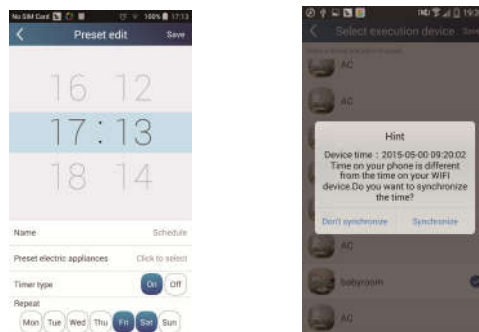 No SIM Card
100% 17:13
Preset edit
Save
16 12
17 : 13
18 14
Name
Schedule
Preset electric appliances
Click to select
Timer type
On
Off
Repeat
Mon
Tue
Wed
Thu
Fri
Sat
Sun
Select execution device
Save
AC
AC
Hint
Device time : 2015-05-00 09:20:02
Time on your phone is different
from the time on your WIFI
device.Do you want to synchronize
the time?
Don't synchronize
Synchronize
AC
babyroom
AC